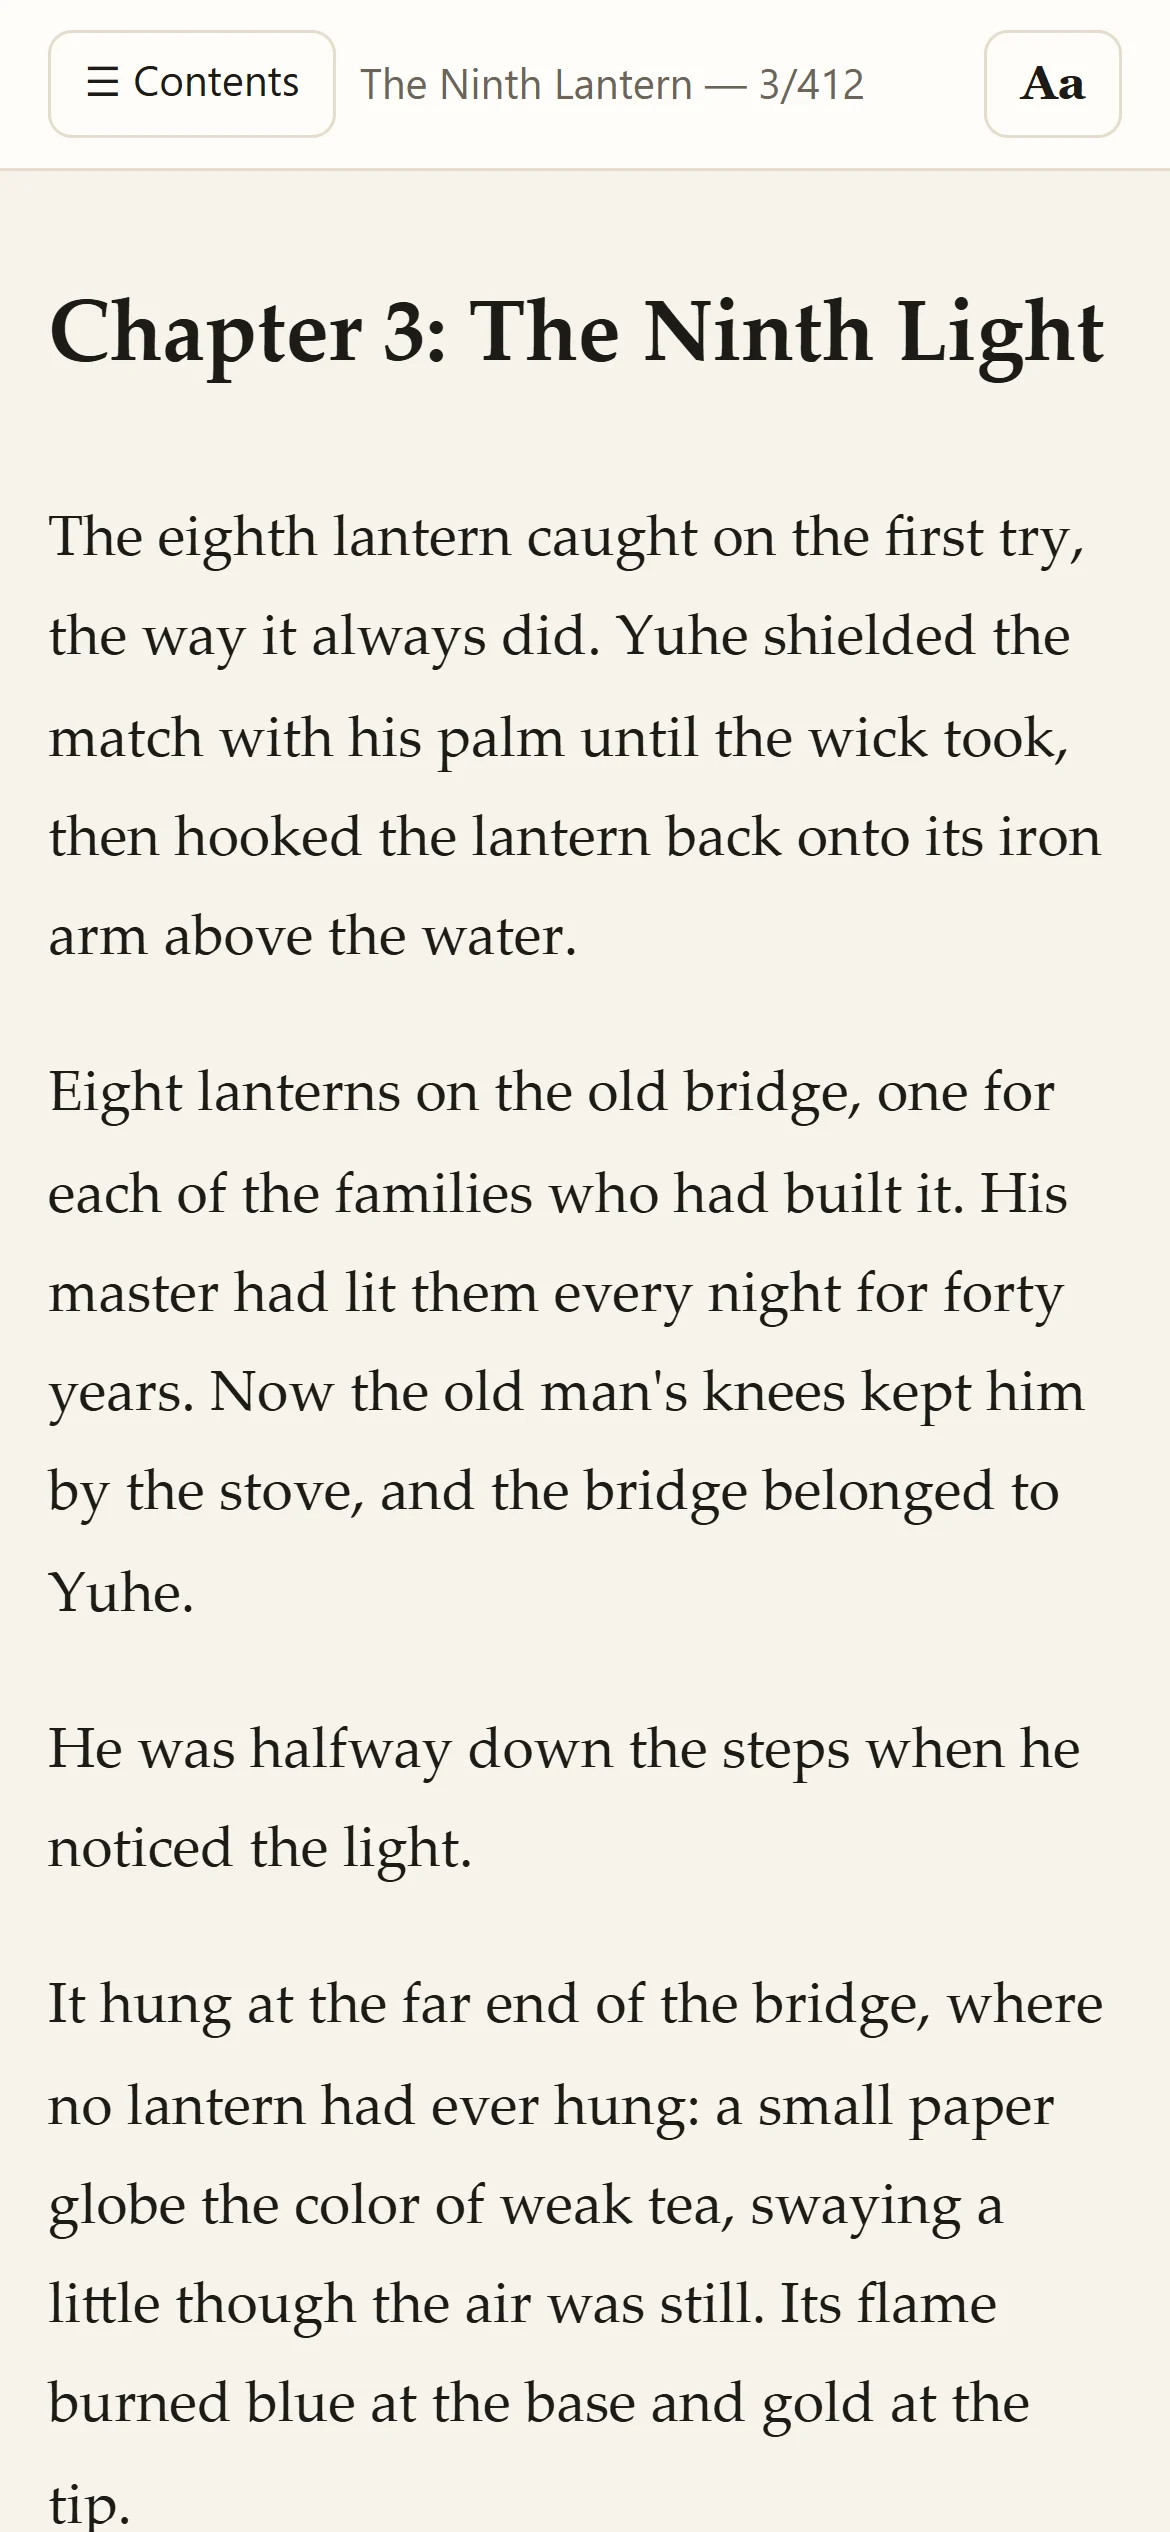 ☰ Contents
The Ninth Lantern — 3/412
Aa
Chapter 3: The Ninth Light
The eighth lantern caught on the first try,
the way it always did. Yuhe shielded the
match with his palm until the wick took,
then hooked the lantern back onto its iron
arm above the water.
Eight lanterns on the old bridge, one for
each of the families who had built it. His
master had lit them every night for forty
years. Now the old man's knees kept him
by the stove, and the bridge belonged to
Yuhe.
He was halfway down the steps when he
noticed the light.
It hung at the far end of the bridge, where
no lantern had ever hung: a small paper
globe the color of weak tea, swaying a
little though the air was still. Its flame
burned blue at the base and gold at the
tip.